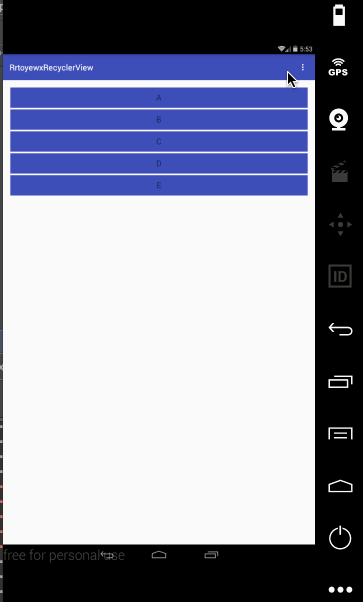 5:53
RrtoyewxRecyclerView
A
B
C
D
E
GPS
ID
free for personal use